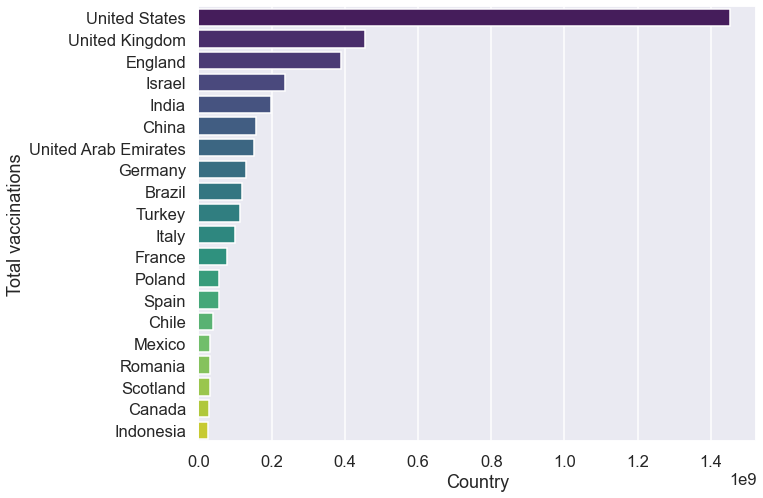 United States
United Kingdom
England
Israel
India
China
United Arab Emirates
Germany
Brazil
Turkey
Italy
France
Poland
Spain
Chile
Mexico
Romania
Scotland
Canada
Indonesia
Total vaccinations
0.0 0.2 0.4 0.6 0.8 1.0 1.2 1.4
1e9
Country